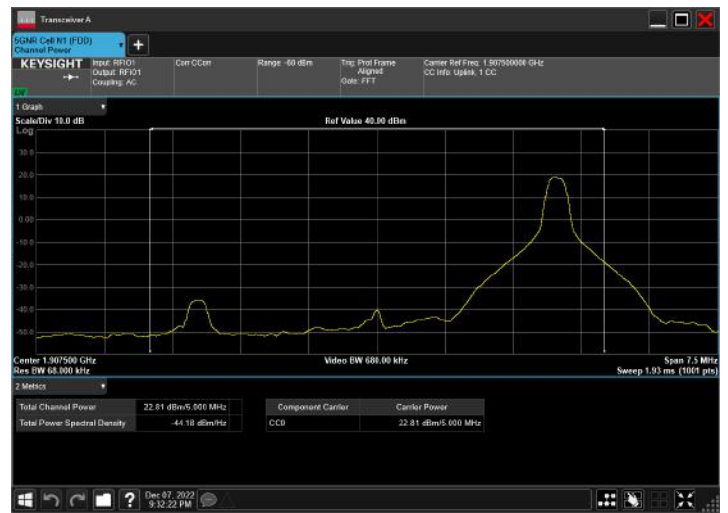 Transceiver A
5GNR Cell N1 (FDD)
Channel Power
KEYSIGHT
Input: RFIO1
Output: RFIO1
Coupling: AC
Corr CCorr
Range -60 dBm
Trig: Prot Frame
Aligned
Gate: FFT
Carrier Ref Freq: 1.907500000 GHz
CC Info: Uplink, 1 CC
1 Graph
Scale/Div 10.0 dB
Ref Value 40.00 dBm
Log
30.0
20.0
10.0
0.00
-10.0
-20.0
-30.0
-40.0
-50.0
Center 1.907500 GHz
Video BW 680.00 kHz
Span 7.5 MHz
Res BW 68.000 kHz
Sweep 1.93 ms (1001 pts)
2 Metrics
Total Channel Power 22.81 dBm/5.000 MHz
Total Power Spectral Density -44.18 dBm/Hz
Component Carrier Carrier Power
CC0 22.81 dBm/5.000 MHz
Dec 07, 2022
9:32:22 PM